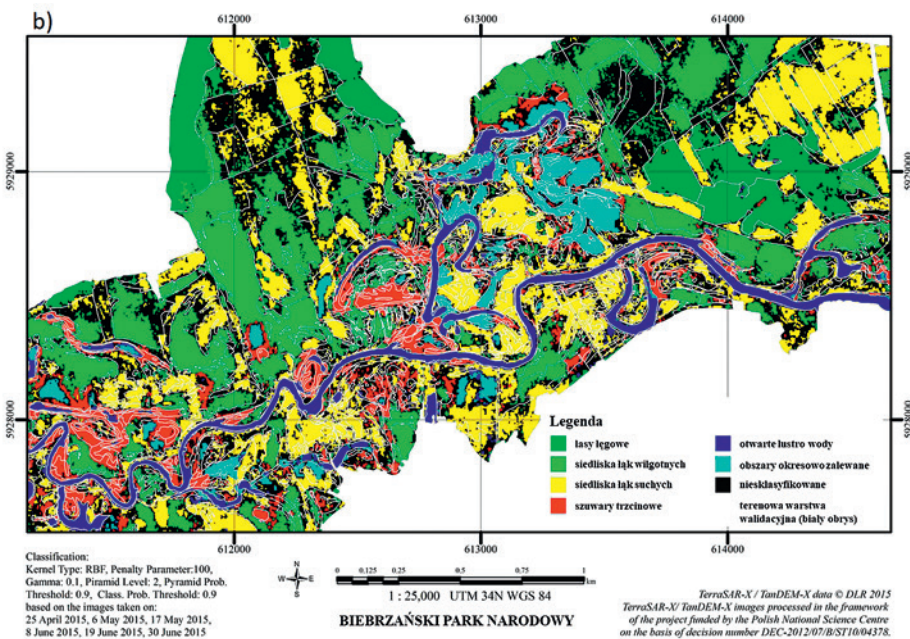 b)
612000
613000
614000
5929000
5929000
5928000
5928000
Legenda
lasy łęgowe
siedliska łąk wilgotnych
siedliska łąk suchych
szuwary trzcinowe
otwarte lustro wody
obszary okresowo zalewane
niesklasyfikowane
terenowa warstwa
walidacyjna (biały obrys)
612000
613000
614000
Classification:
Kernel Type: RBF, Penalty Parameter:100,
Gamma: 0.1, Piramid Level: 2, Pyramid Prob.
Threshold: 0.9, Class. Prob. Threshold: 0.9
based on the images taken on:
25 April 2015, 6 May 2015, 17 May 2015,
8 June 2015, 19 June 2015, 30 June 2015
N
W E
S
0 0.125 0.25 0.5 0.75 1
km
1 : 25,000 UTM 34N WGS 84
BIEBRZAŃSKI PARK NARODOWY
TerraSAR-X / TanDEM-X data © DLR 2015
TerraSAR-X/ TanDEM-X images processed in the framework
of the project funded by the Polish National Science Centre
on the basis of decision number DEC-2012/07/B/ST10/04378.